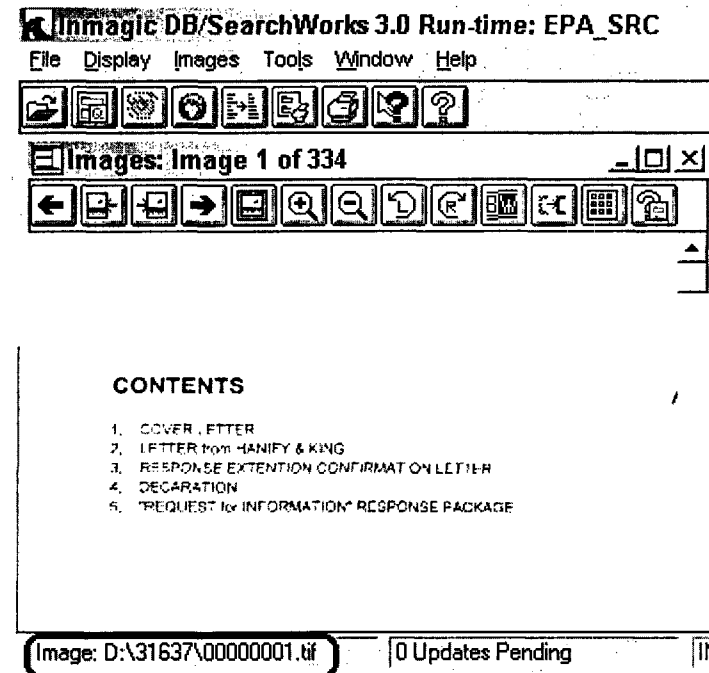 Inmagic DB/SearchWorks 3.0 Run-time: EPA_SRC
File Display Images Tools Window Help
Images: Image 1 of 334
CONTENTS
1. COVER LETTER
2. LETTER from HANIFY & KING
3. RESPONSE EXTENTION CONFIRMATION LETTER
4. DECARATION
5. "REQUEST for INFORMATION" RESPONSE PACKAGE
Image: D:\31637\00000001.tif 0 Updates Pending